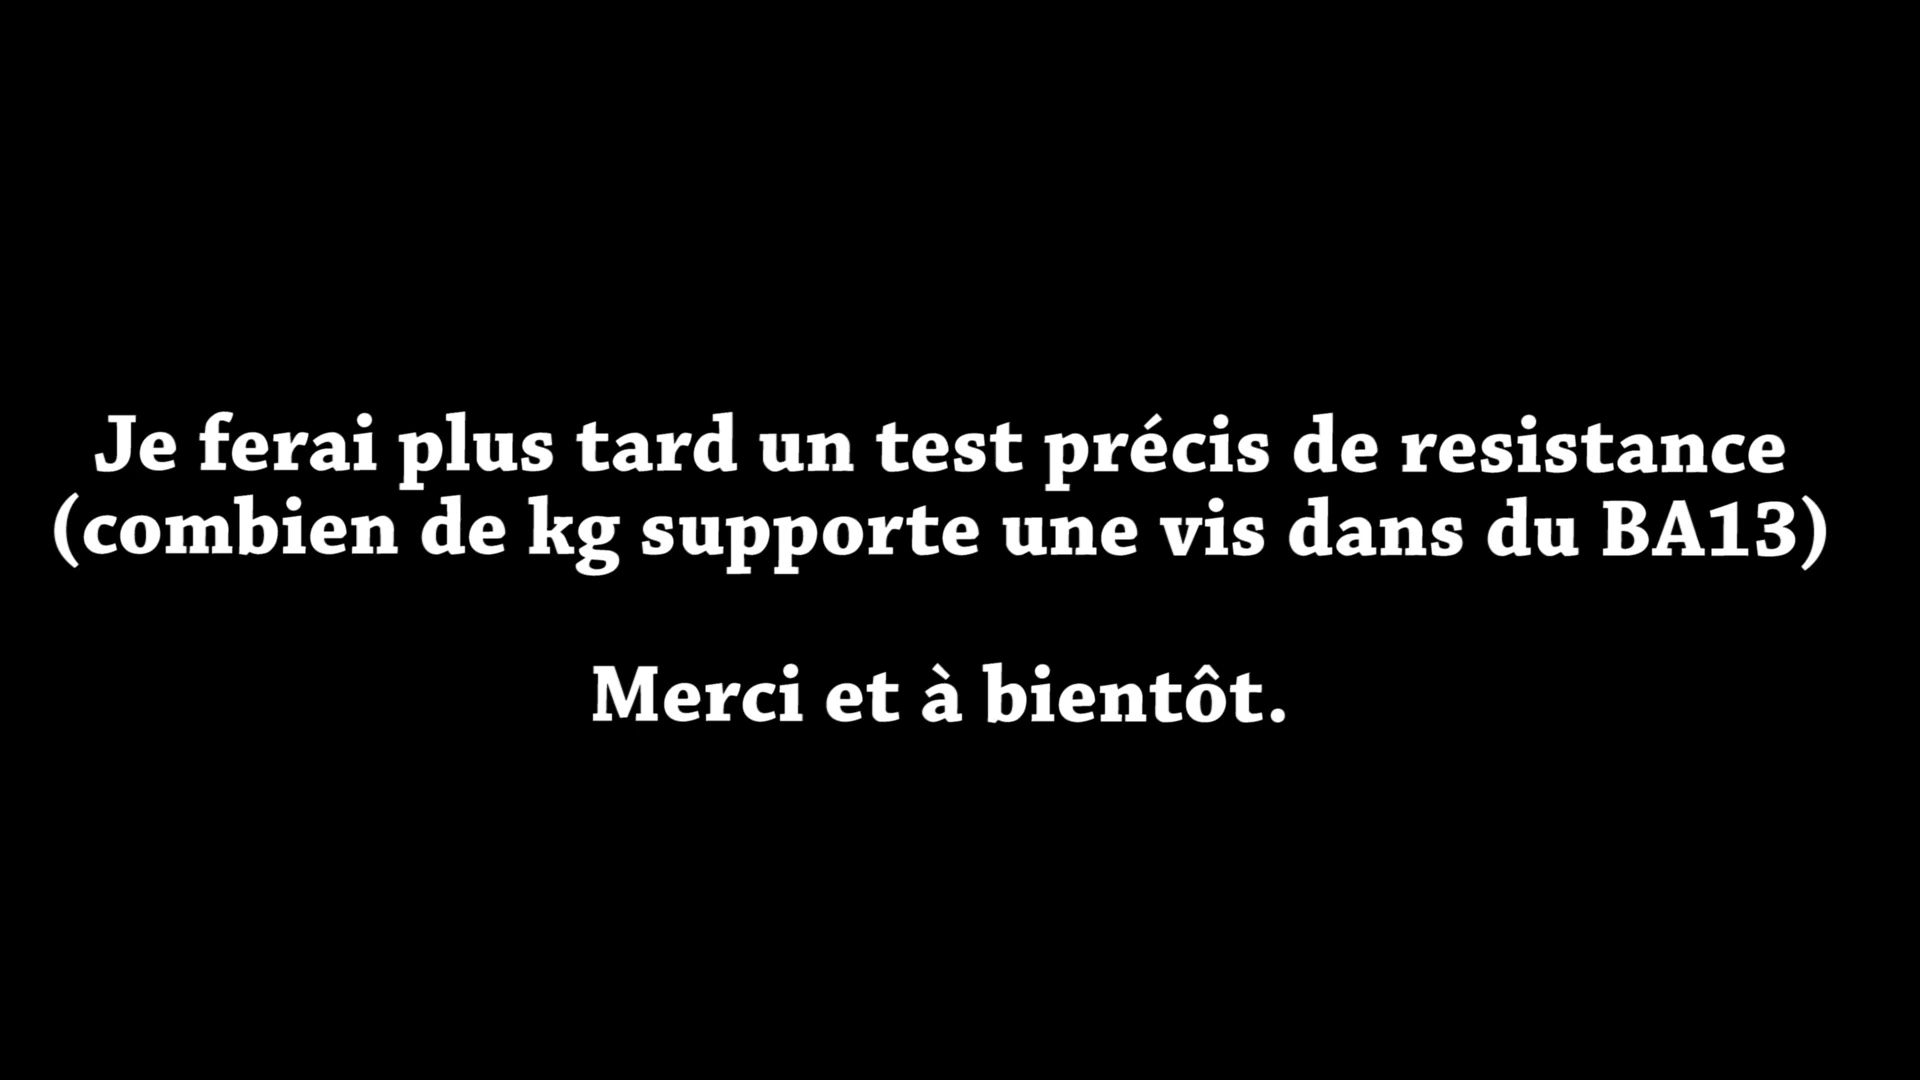 Je ferai plus tard un test précis de resistance
(combien de kg supporte une vis dans du BA13)
Merci et à bientôt.